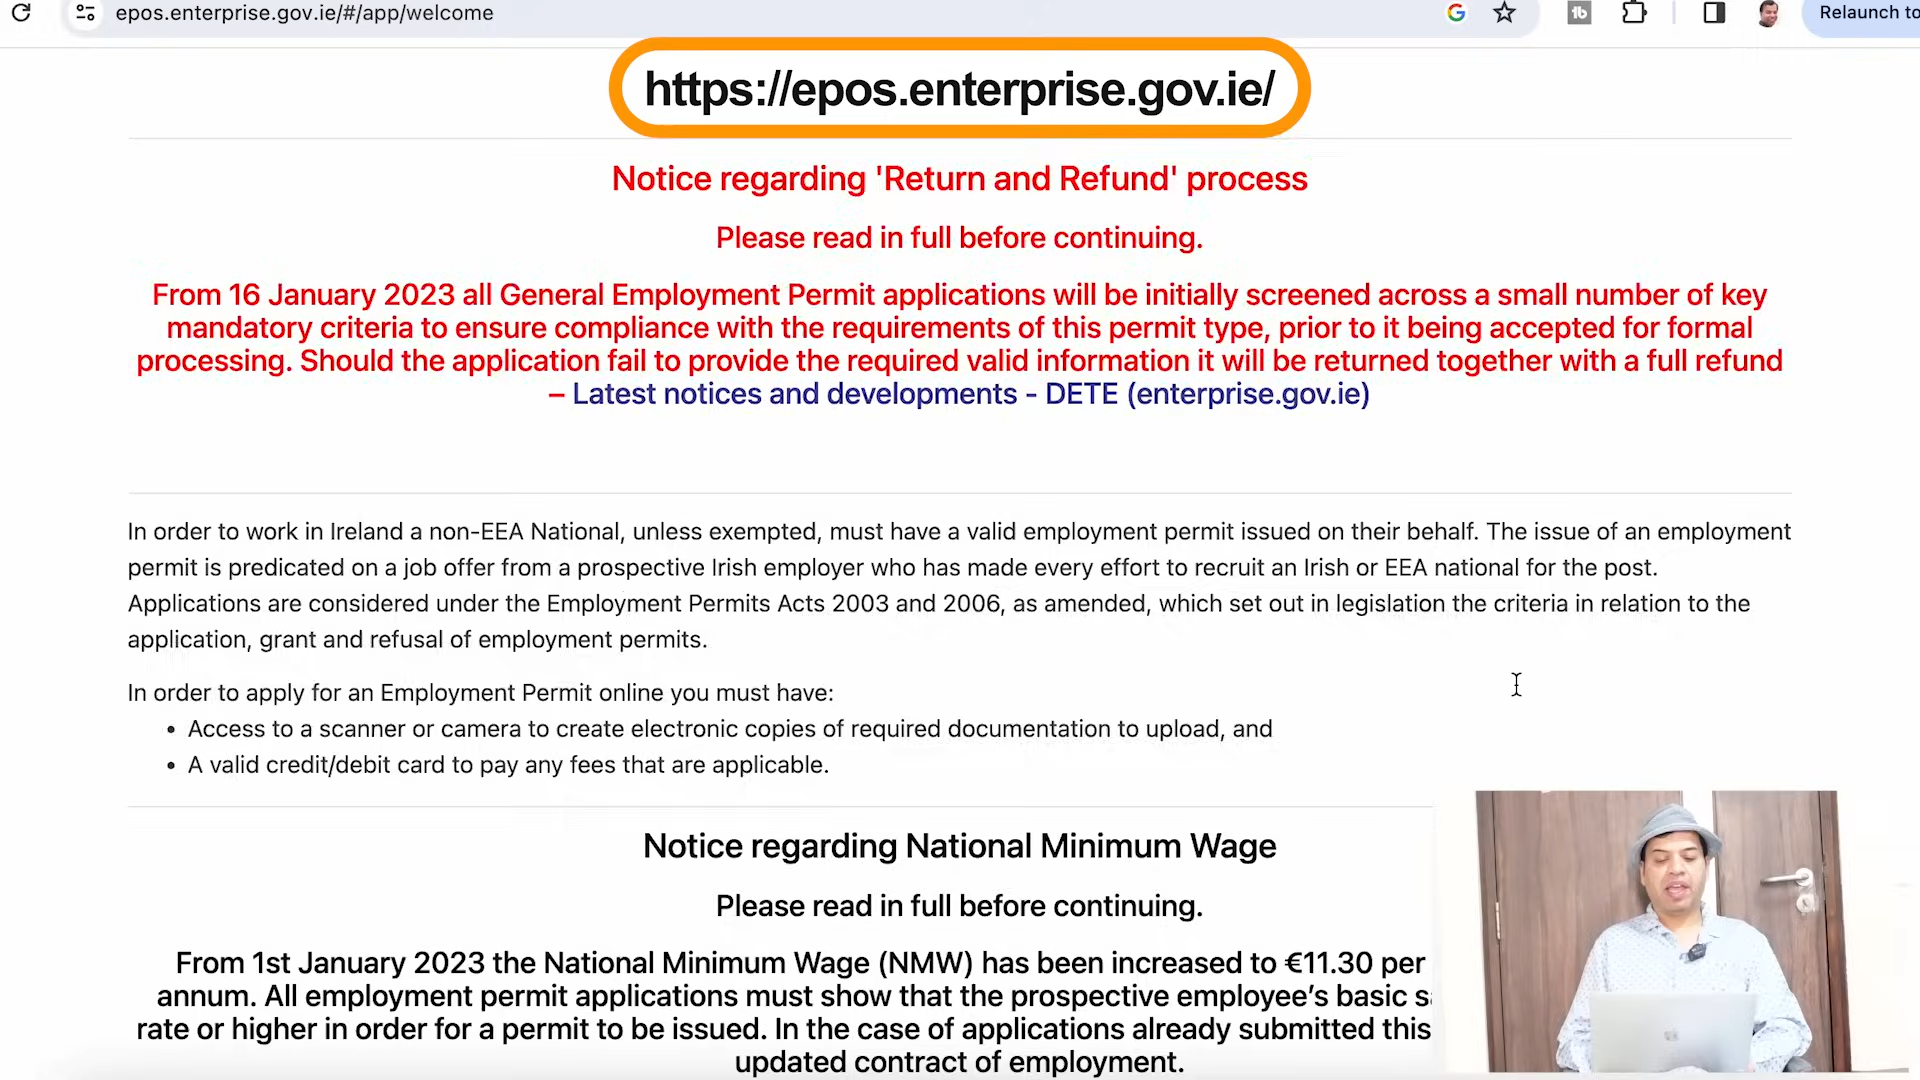 epos.enterprise.gov.ie/#/app/welcome
Relaunch to
https://epos.enterprise.gov.ie/
Notice regarding 'Return and Refund' process
Please read in full before continuing.
From 16 January 2023 all General Employment Permit applications will be initially screened across a small number of key
mandatory criteria to ensure compliance with the requirements of this permit type, prior to it being accepted for formal
processing. Should the application fail to provide the required valid information it will be returned together with a full refund
– Latest notices and developments - DETE (enterprise.gov.ie)
In order to work in Ireland a non-EEA National, unless exempted, must have a valid employment permit issued on their behalf. The issue of an employment
permit is predicated on a job offer from a prospective Irish employer who has made every effort to recruit an Irish or EEA national for the post.
Applications are considered under the Employment Permits Acts 2003 and 2006, as amended, which set out in legislation the criteria in relation to the
application, grant and refusal of employment permits.
In order to apply for an Employment Permit online you must have:
• Access to a scanner or camera to create electronic copies of required documentation to upload, and
• A valid credit/debit card to pay any fees that are applicable.
Notice regarding National Minimum Wage
Please read in full before continuing.
From 1st January 2023 the National Minimum Wage (NMW) has been increased to €11.30 per
annum. All employment permit applications must show that the prospective employee's basic
rate or higher in order for a permit to be issued. In the case of applications already submitted this
updated contract of employment.